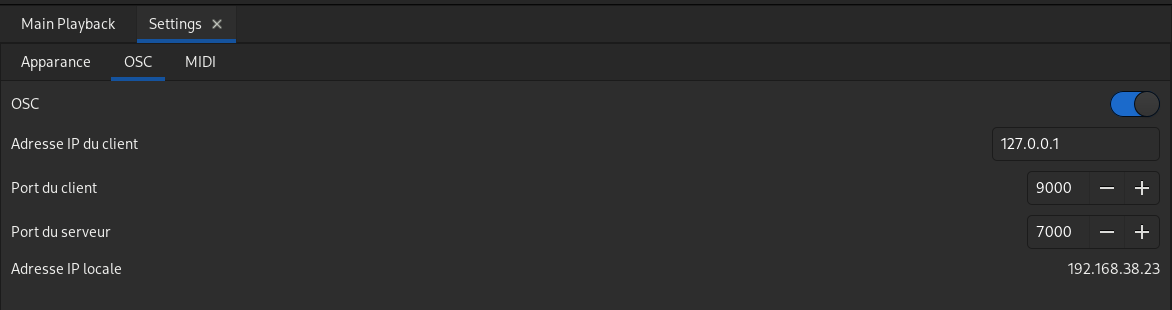 Main Playback Settings
Apparance OSC MIDI
OSC
Adresse IP du client 127.0.0.1
Port du client 9000
Port du serveur 7000
Adresse IP locale 192.168.38.23